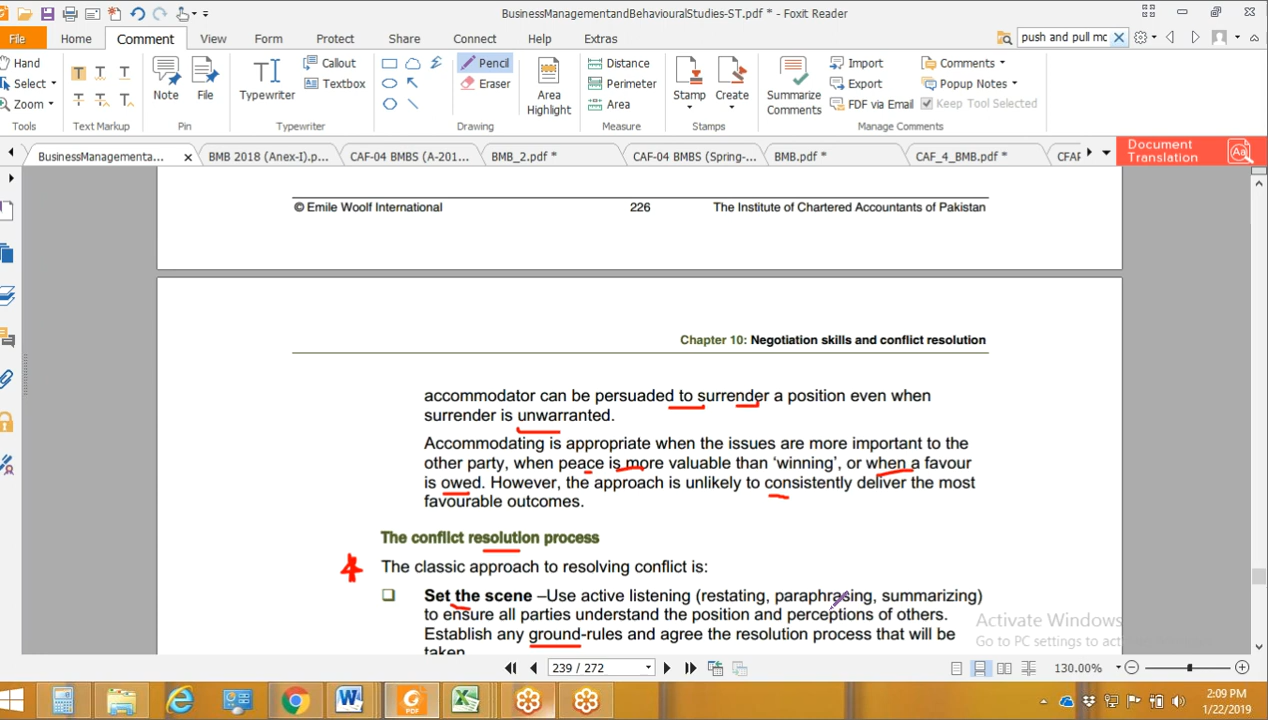 BusinessManagementandBehaviouralStudies-ST.pdf * - Foxit Reader
File Home Comment View Form Protect Share Connect Help Extras
push and pull mc
Hand
Select
Zoom
Tools
Text Markup
Note
File
Pin
Typewriter
Callout
Textbox
Typewriter
Pencil
Eraser
Drawing
Area Highlight
Distance
Perimeter
Area
Measure
Stamp
Create
Stamps
Summarize Comments
Import
Export
FDF via Email
Comments
Popup Notes
Keep Tool Selected
Manage Comments
BusinessManagementa... BMB 2018 (Anex-I).p... CAF-04 BMBS (A-201... BMB_2.pdf * CAF-04 BMBS (Spring-... BMB.pdf * CAF_4_BMB.pdf * CFAP
Document Translation
© Emile Woolf International 226 The Institute of Chartered Accountants of Pakistan
Chapter 10: Negotiation skills and conflict resolution
accommodator can be persuaded to surrender a position even when
surrender is unwarranted.
Accommodating is appropriate when the issues are more important to the
other party, when peace is more valuable than ‘winning’, or when a favour
is owed. However, the approach is unlikely to consistently deliver the most
favourable outcomes.
The conflict resolution process
The classic approach to resolving conflict is:
Set the scene –Use active listening (restating, paraphrasing, summarizing)
to ensure all parties understand the position and perceptions of others.
Establish any ground-rules and agree the resolution process that will be
taken
Activate Windows
Go to PC settings to act
239 / 272
130.00%
2:09 PM
1/22/2019